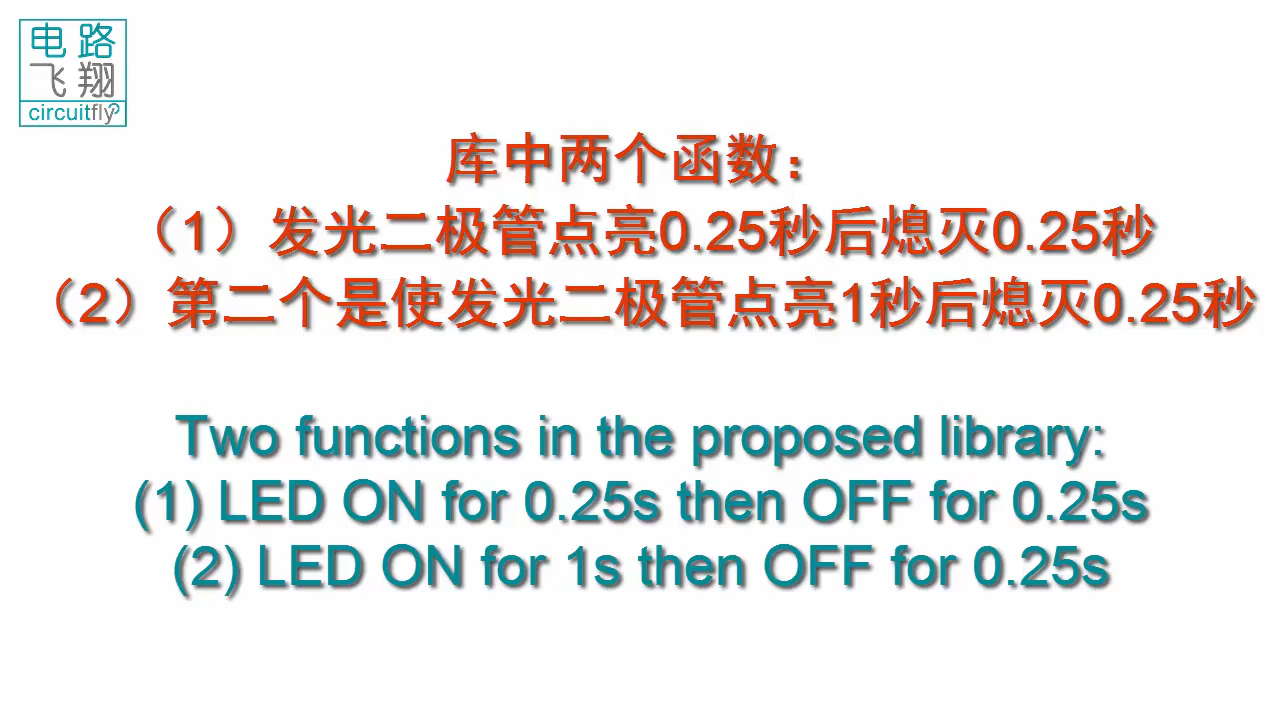 电路
飞翔
circuitfly
库中两个函数：
（1）发光二极管点亮0.25秒后熄灭0.25秒
（2）第二个是使发光二极管点亮1秒后熄灭0.25秒
Two functions in the proposed library:
(1) LED ON for 0.25s then OFF for 0.25s
(2) LED ON for 1s then OFF for 0.25s